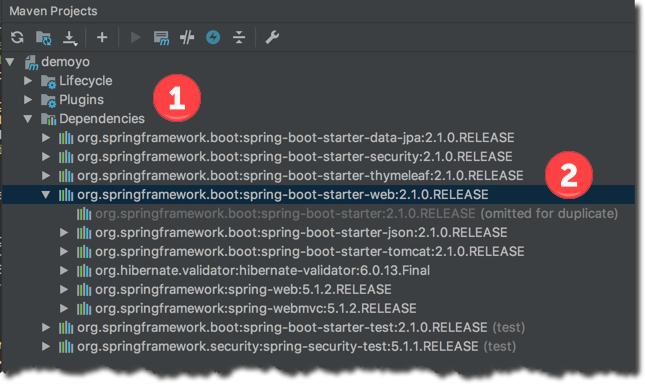 Maven Projects
demoyo
Lifecycle
Plugins
1
Dependencies
org.springframework.boot:spring-boot-starter-data-jpa:2.1.0.RELEASE
org.springframework.boot:spring-boot-starter-security:2.1.0.RELEASE
org.springframework.boot:spring-boot-starter-thymeleaf:2.1.0.RELEASE
2
org.springframework.boot:spring-boot-starter-web:2.1.0.RELEASE
org.springframework.boot:spring-boot-starter:2.1.0.RELEASE (omitted for duplicate)
org.springframework.boot:spring-boot-starter-json:2.1.0.RELEASE
org.springframework.boot:spring-boot-starter-tomcat:2.1.0.RELEASE
org.hibernate.validator:hibernate-validator:6.0.13.Final
org.springframework:spring-web:5.1.2.RELEASE
org.springframework:spring-webmvc:5.1.2.RELEASE
org.springframework.boot:spring-boot-starter-test:2.1.0.RELEASE (test)
org.springframework.security:spring-security-test:5.1.1.RELEASE (test)